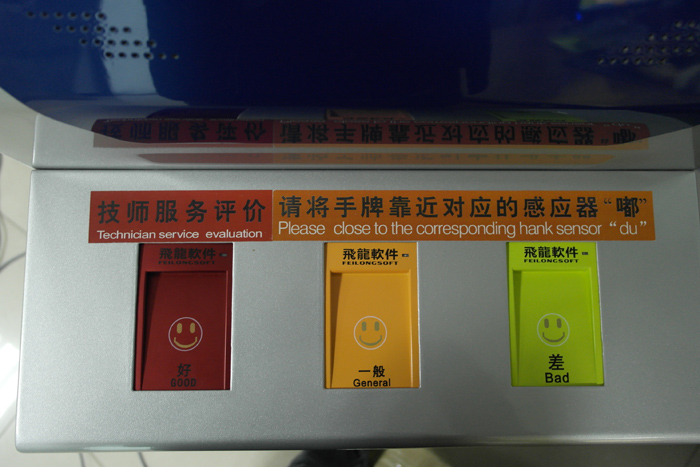 技师服务评价
Technician service evaluation
请将手牌靠近对应的感应器“嘟”
Please close to the corresponding hank sensor “du”
飛龍軟件
FEILONGSOFT
好
GOOD
飛龍軟件
FEILONGSOFT
一般
General
飛龍軟件
FEILONGSOFT
差
Bad